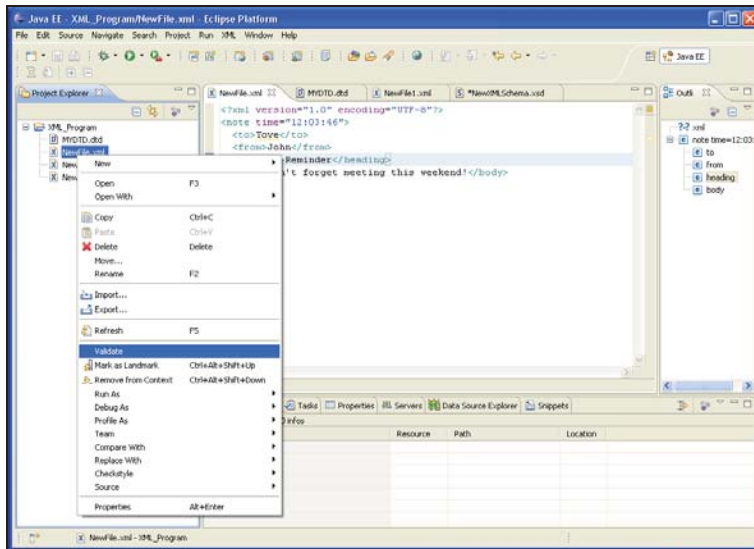 Java EE - XML_Program/NewFile.xml - Eclipse Platform
File Edit Source Navigate Search Project Run XML Window Help
Java EE
Project Explorer
NewFile.xml MYDTD.dtd NewFile1.xml *NewXMLSchema.xsd
Outli
XML_Program
MYDTD.dtd
NewFile.xml
New
New
<?xml version="1.0" encoding="UTF-8"?>
<note time="12:03:46">
<to>Tove</to>
<from>John</from>
Reminder</heading>
n't forget meeting this weekend!</body>
?-? xml
note time=12:03:
to
from
heading
body
New
Open F3
Open With
Copy Ctrl+C
Paste Ctrl+V
Delete Delete
Move...
Rename F2
Import...
Export...
Refresh F5
Validate
Mark as Landmark Ctrl+Alt+Shift+Up
Remove from Context Ctrl+Alt+Shift+Down
Run As
Debug As
Profile As
Team
Compare With
Replace With
Checkstyle
Source
Properties Alt+Enter
Tasks Properties Servers Data Source Explorer Snippets
0 infos
Resource Path Location
NewFile.xml - XML_Program